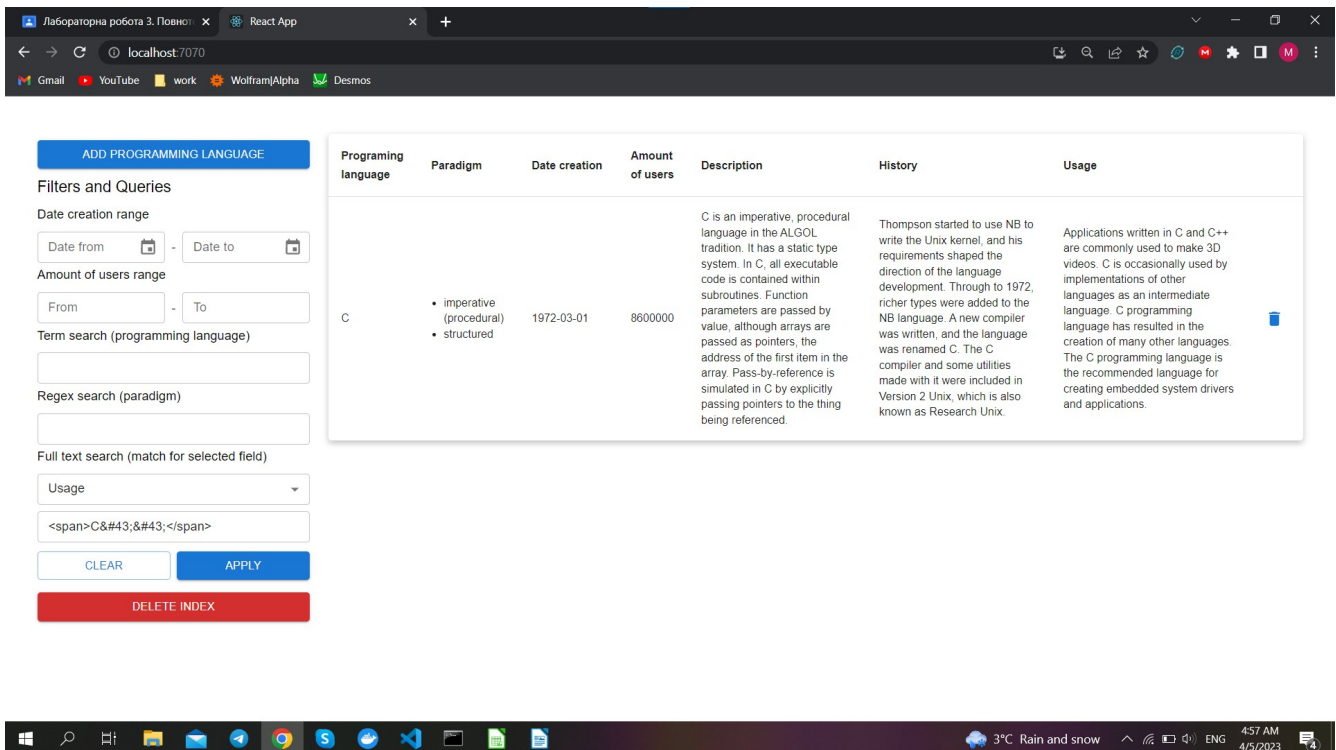 Лабораторна робота 3. Повнот
React App
localhost:7070
Gmail
YouTube
work
Wolfram|Alpha
Desmos
M
ADD PROGRAMMING LANGUAGE
Filters and Queries
Date creation range
Date from - Date to
Amount of users range
From - To
Term search (programming language)
Regex search (paradigm)
Full text search (match for selected field)
Usage
<span>C&#43;&#43;</span>
CLEAR
APPLY
DELETE INDEX
Programing
language
Paradigm
Date creation
Amount
of users
Description
History
Usage
C
• imperative
(procedural)
• structured
1972-03-01
8600000
C is an imperative, procedural
language in the ALGOL
tradition. It has a static type
system. In C, all executable
code is contained within
subroutines. Function
parameters are passed by
value, although arrays are
passed as pointers, the
address of the first item in the
array. Pass-by-reference is
simulated in C by explicitly
passing pointers to the thing
being referenced.
Thompson started to use NB to
write the Unix kernel, and his
requirements shaped the
direction of the language
development. Through to 1972,
richer types were added to the
NB language. A new compiler
was written, and the language
was renamed C. The C
compiler and some utilities
made with it were included in
Version 2 Unix, which is also
known as Research Unix.
Applications written in C and C++
are commonly used to make 3D
videos. C is occasionally used by
implementations of other
languages as an intermediate
language. C programming
language has resulted in the
creation of many other languages.
The C programming language is
the recommended language for
creating embedded system drivers
and applications.
3°C Rain and snow
ENG
4:57 AM
4/5/2023
4